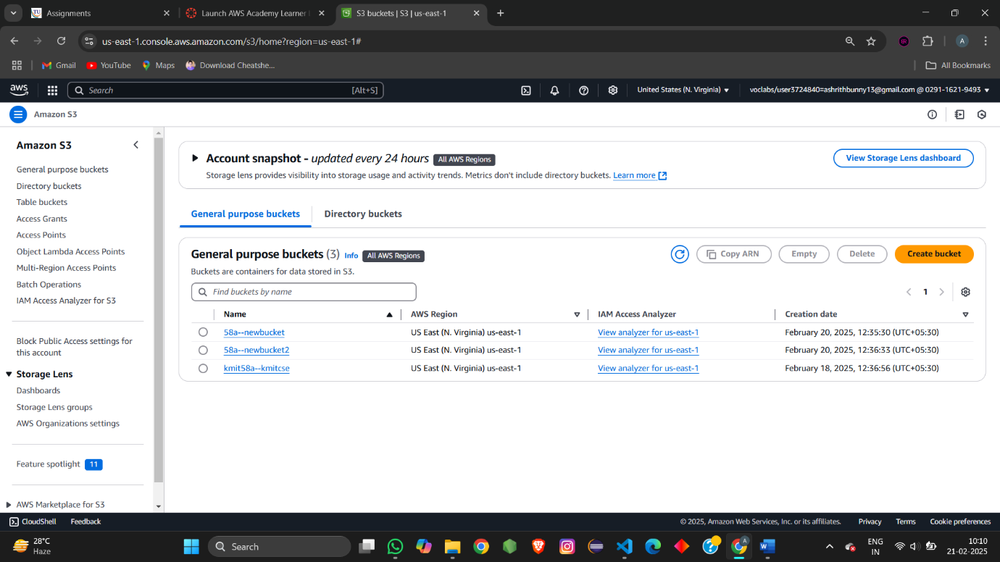 Assignments
Launch AWS Academy Learner
S3 buckets | S3 | us-east-1
us-east-1.console.aws.amazon.com/s3/home?region=us-east-1#
A
Gmail
YouTube
Maps
Download Cheatshe...
All Bookmarks
aws
Search
[Alt+S]
United States (N. Virginia)
voclabs/user3724840=ashrithbunny13@gmail.com @ 0291-1621-9493
Amazon S3
Amazon S3
General purpose buckets
Directory buckets
Table buckets
Access Grants
Access Points
Object Lambda Access Points
Multi-Region Access Points
Batch Operations
IAM Access Analyzer for S3
Block Public Access settings for
this account
Storage Lens
Dashboards
Storage Lens groups
AWS Organizations settings
Feature spotlight 11
AWS Marketplace for S3
Account snapshot - updated every 24 hours All AWS Regions
View Storage Lens dashboard
Storage lens provides visibility into storage usage and activity trends. Metrics don't include directory buckets. Learn more
General purpose buckets
Directory buckets
General purpose buckets (3) Info All AWS Regions
Copy ARN
Empty
Delete
Create bucket
Buckets are containers for data stored in S3.
Find buckets by name
1
Name AWS Region IAM Access Analyzer Creation date
58a--newbucket US East (N. Virginia) us-east-1 View analyzer for us-east-1 February 20, 2025, 12:35:30 (UTC+05:30)
58a--newbucket2 US East (N. Virginia) us-east-1 View analyzer for us-east-1 February 20, 2025, 12:36:33 (UTC+05:30)
kmit58a--kmitcse US East (N. Virginia) us-east-1 View analyzer for us-east-1 February 18, 2025, 12:36:56 (UTC+05:30)
CloudShell
Feedback
© 2025, Amazon Web Services, Inc. or its affiliates.
Privacy
Terms
Cookie preferences
28°C
Haze
Search
ENG
IN
10:10
21-02-2025